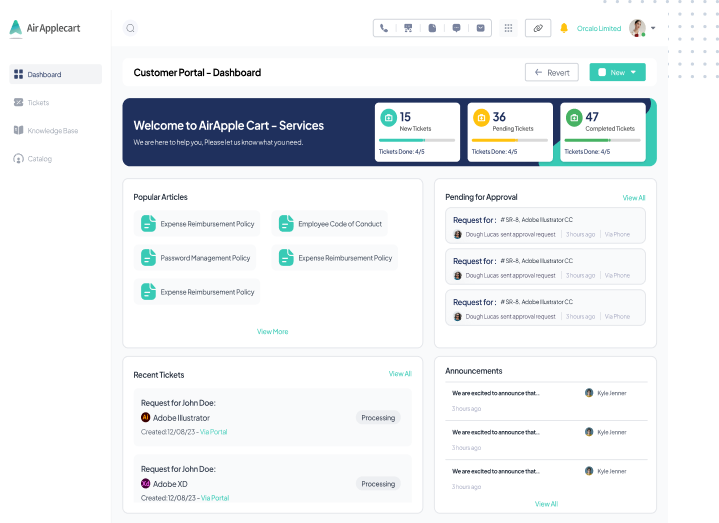 Air Applecart
Orcalo Limited
Dashboard
Tickets
Knowledge Base
Catalog
Customer Portal - Dashboard
Revert
New
Welcome to AirApple Cart - Services
We are here to help you, Please let us know what you need.
15
New Tickets
Tickets Done: 4/5
36
Pending Tickets
Tickets Done: 4/5
47
Completed Tickets
Tickets Done: 4/5
Popular Articles
Expense Reimbursement Policy
Employee Code of Conduct
Password Management Policy
Expense Reimbursement Policy
Expense Reimbursement Policy
View More
Pending for Approval
View All
Request for : # SR-8, Adobe Illustrator CC
Dough Lucas sent approval request | 3 hours ago | Via Phone
Request for : # SR-8, Adobe Illustrator CC
Dough Lucas sent approval request | 3 hours ago | Via Phone
Request for : # SR-8, Adobe Illustrator CC
Dough Lucas sent approval request | 3 hours ago | Via Phone
Recent Tickets
View All
Request for John Doe:
Ai Adobe Illustrator
Processing
Created:12/08/23 - Via Portal
Request for John Doe:
Xd Adobe XD
Processing
Created:12/08/23 - Via Portal
Announcements
We are excited to announce that...
Kyle Jenner
3 hours ago
We are excited to announce that...
Kyle Jenner
3 hours ago
We are excited to announce that...
Kyle Jenner
3 hours ago
View All